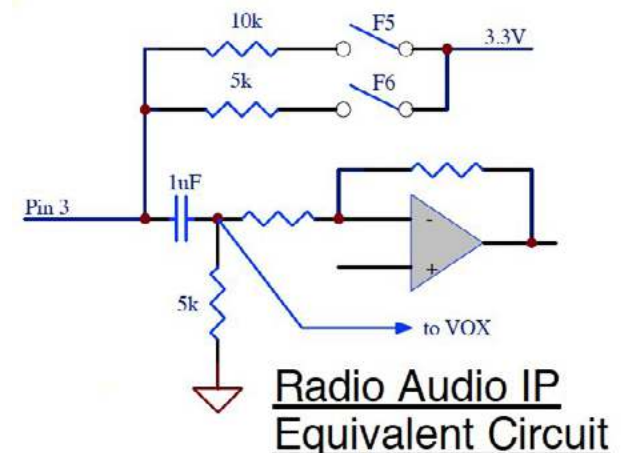 10k
F5
3.3V
5k
F6
1uF
Pin 3
-
+
5k
to VOX
Radio Audio IP
Equivalent Circuit